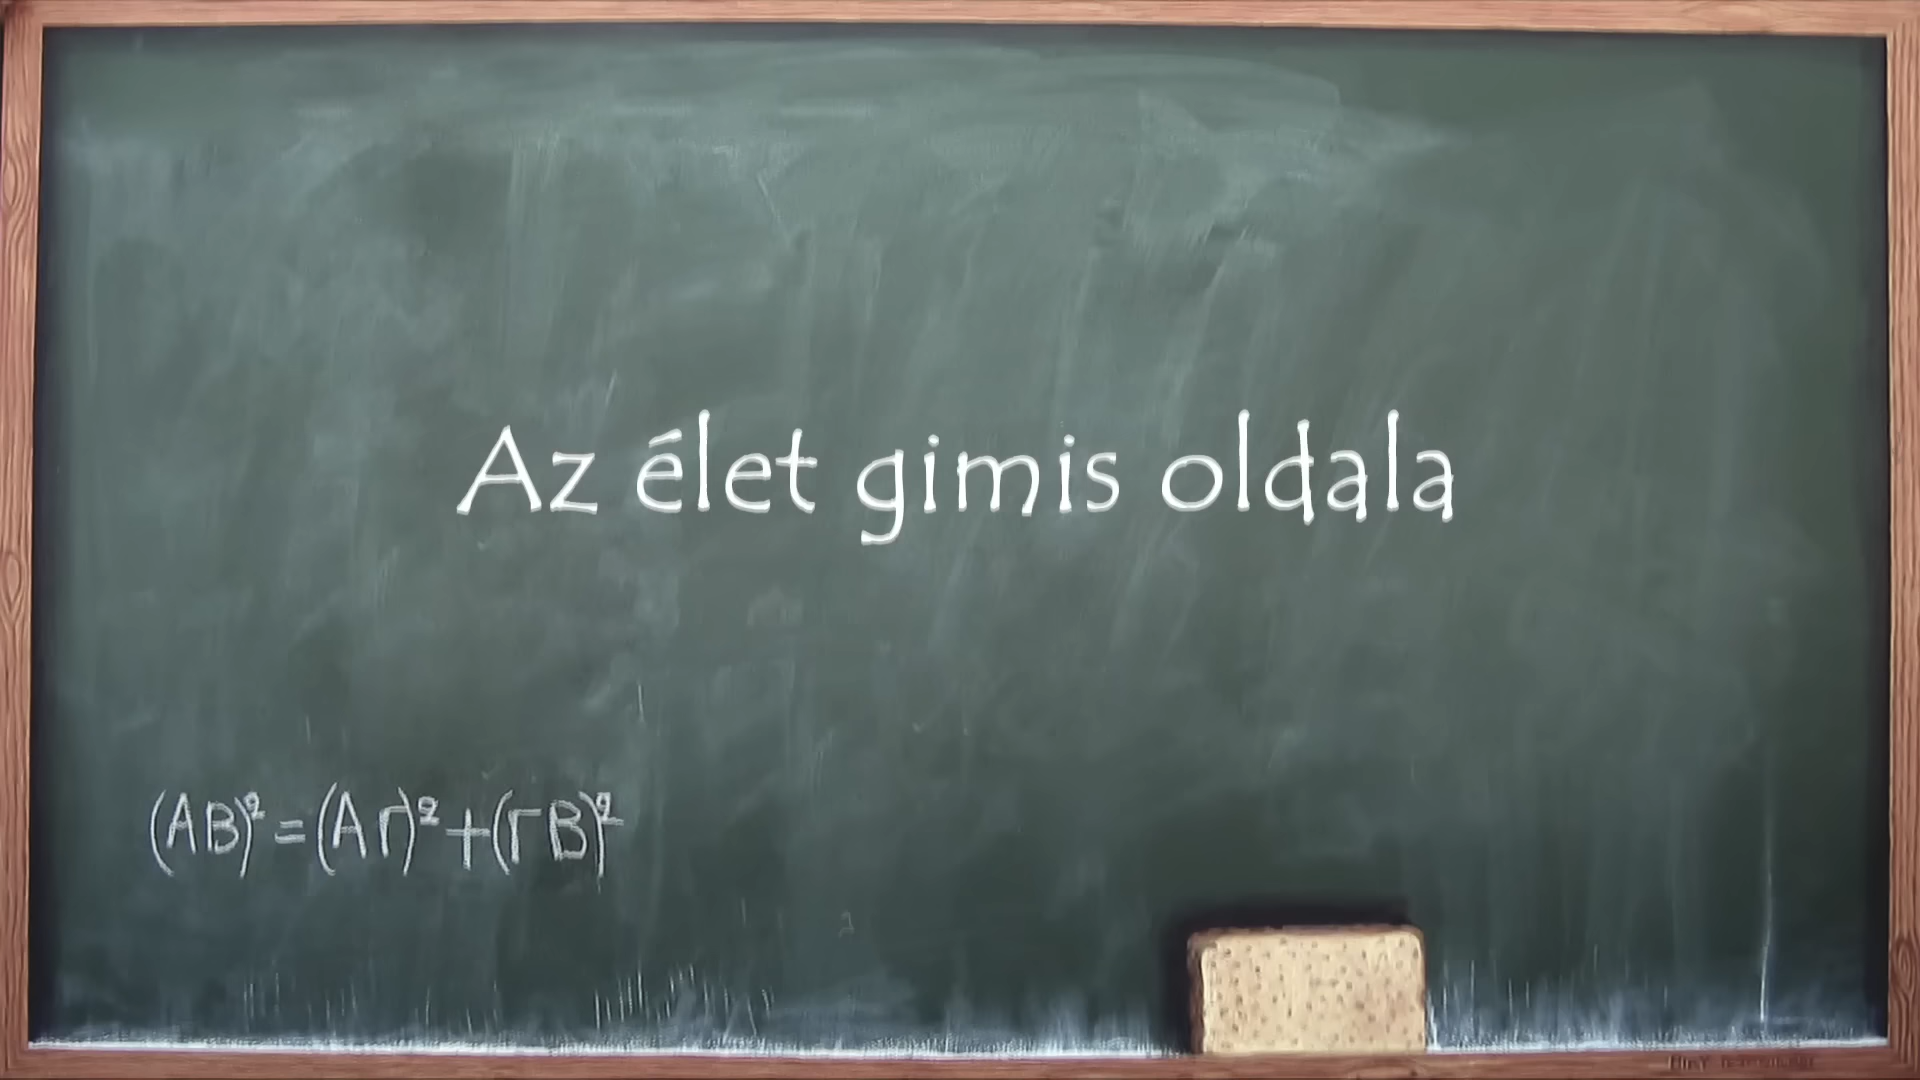 Az élet gimis oldala
(AB)² = (AΓ)² + (ΓB)²